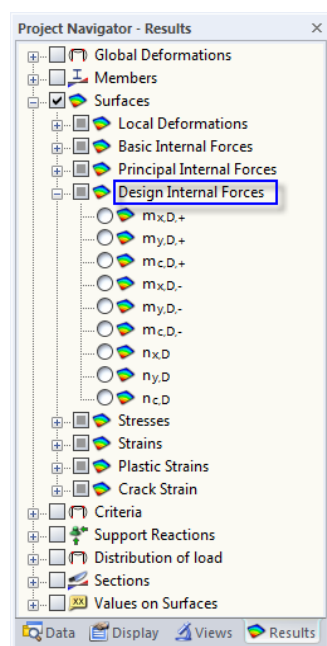 Project Navigator - Results
Global Deformations
Members
Surfaces
Local Deformations
Basic Internal Forces
Principal Internal Forces
Design Internal Forces
mx,D,+
my,D,+
mc,D,+
mx,D,-
my,D,-
mc,D,-
nx,D
ny,D
nc,D
Stresses
Strains
Plastic Strains
Crack Strain
Criteria
Support Reactions
Distribution of load
Sections
xx Values on Surfaces
Data Display Views Results